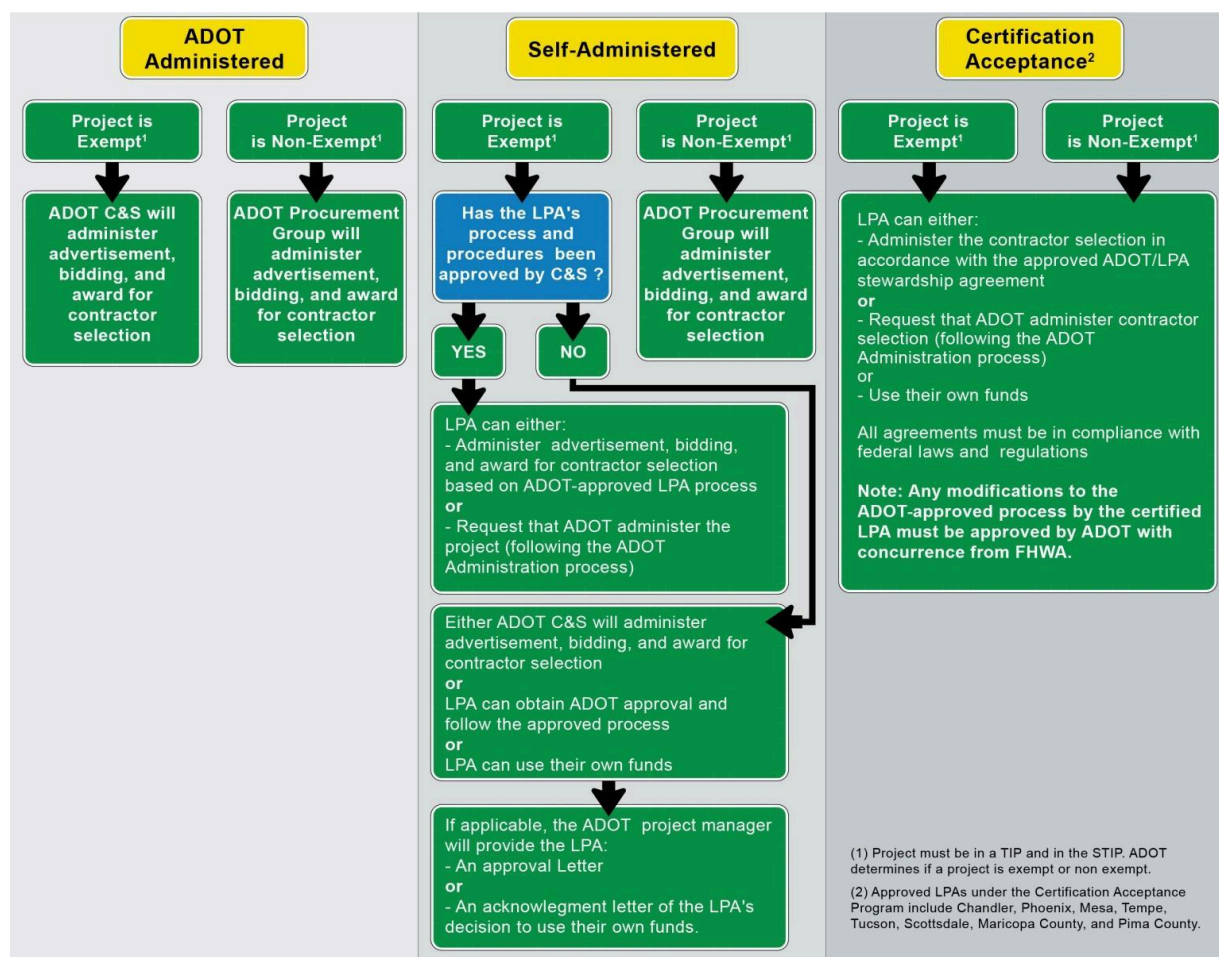 ADOT
Administered
Project is
Exempt¹
Project
is Non-Exempt¹
ADOT C&S will
administer
advertisement,
bidding, and
award for
contractor
selection
ADOT Procurement
Group will
administer
advertisement,
bidding, and award
for contractor
selection
Self-Administered
Project is
Exempt¹
Project
is Non-Exempt¹
Has the LPA's
process and
procedures been
approved by C&S ?
ADOT Procurement
Group will
administer
advertisement,
bidding, and award
for contractor
selection
YES
NO
LPA can either:
- Administer advertisement, bidding,
and award for contractor selection
based on ADOT-approved LPA process
or
- Request that ADOT administer the
project (following the ADOT
Administration process)
Either ADOT C&S will administer
advertisement, bidding, and award for
contractor selection
or
LPA can obtain ADOT approval and
follow the approved process
or
LPA can use their own funds
If applicable, the ADOT project manager
will provide the LPA:
- An approval Letter
or
- An acknowlegment letter of the LPA's
decision to use their own funds.
Certification
Acceptance²
Project is
Exempt¹
Project
is Non-Exempt¹
LPA can either:
- Administer the contractor selection in
accordance with the approved ADOT/LPA
stewardship agreement
or
- Request that ADOT administer contractor
selection (following the ADOT
Administration process)
or
- Use their own funds
All agreements must be in compliance with
federal laws and regulations
Note: Any modifications to the
ADOT-approved process by the certified
LPA must be approved by ADOT with
concurrence from FHWA.
(1) Project must be in a TIP and in the STIP. ADOT
determines if a project is exempt or non exempt.
(2) Approved LPAs under the Certification Acceptance
Program include Chandler, Phoenix, Mesa, Tempe,
Tucson, Scottsdale, Maricopa County, and Pima County.